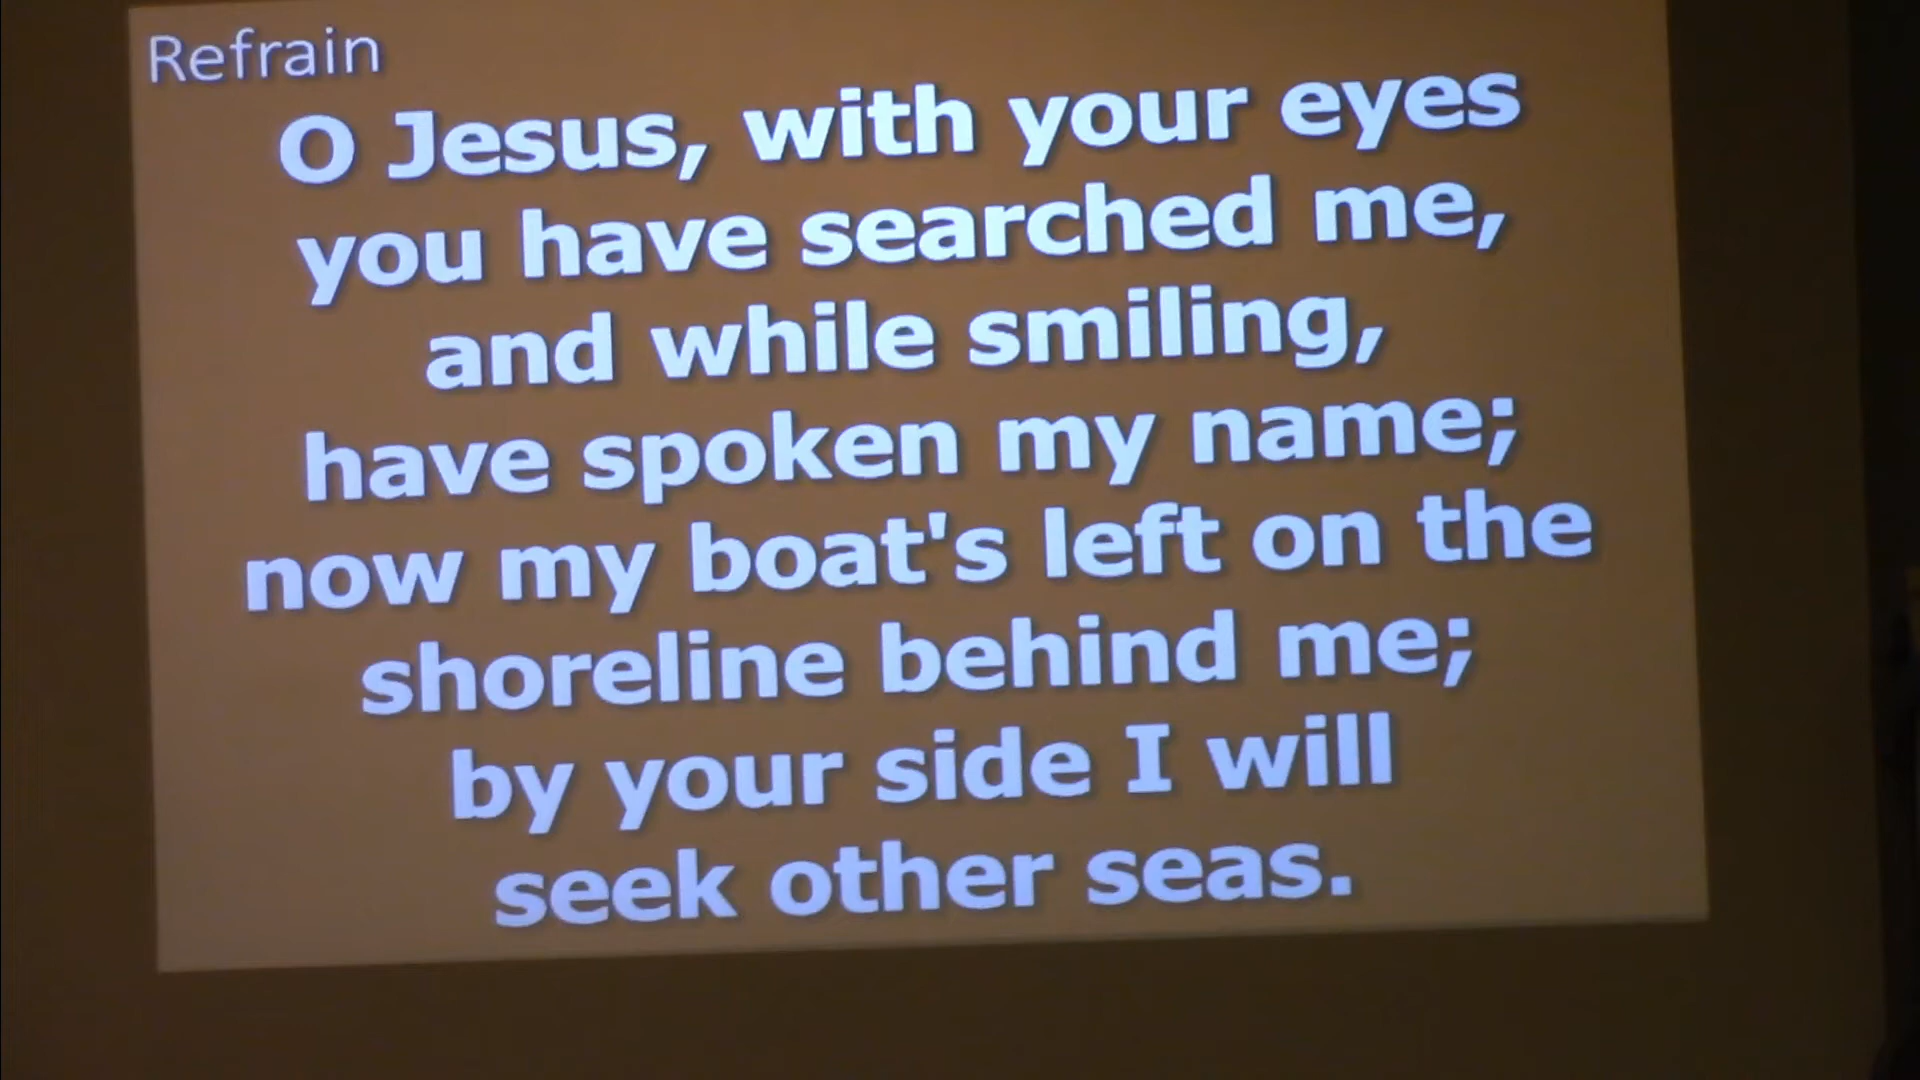 Refrain
O Jesus, with your eyes
you have searched me,
and while smiling,
have spoken my name;
now my boat's left on the
shoreline behind me;
by your side I will
seek other seas.